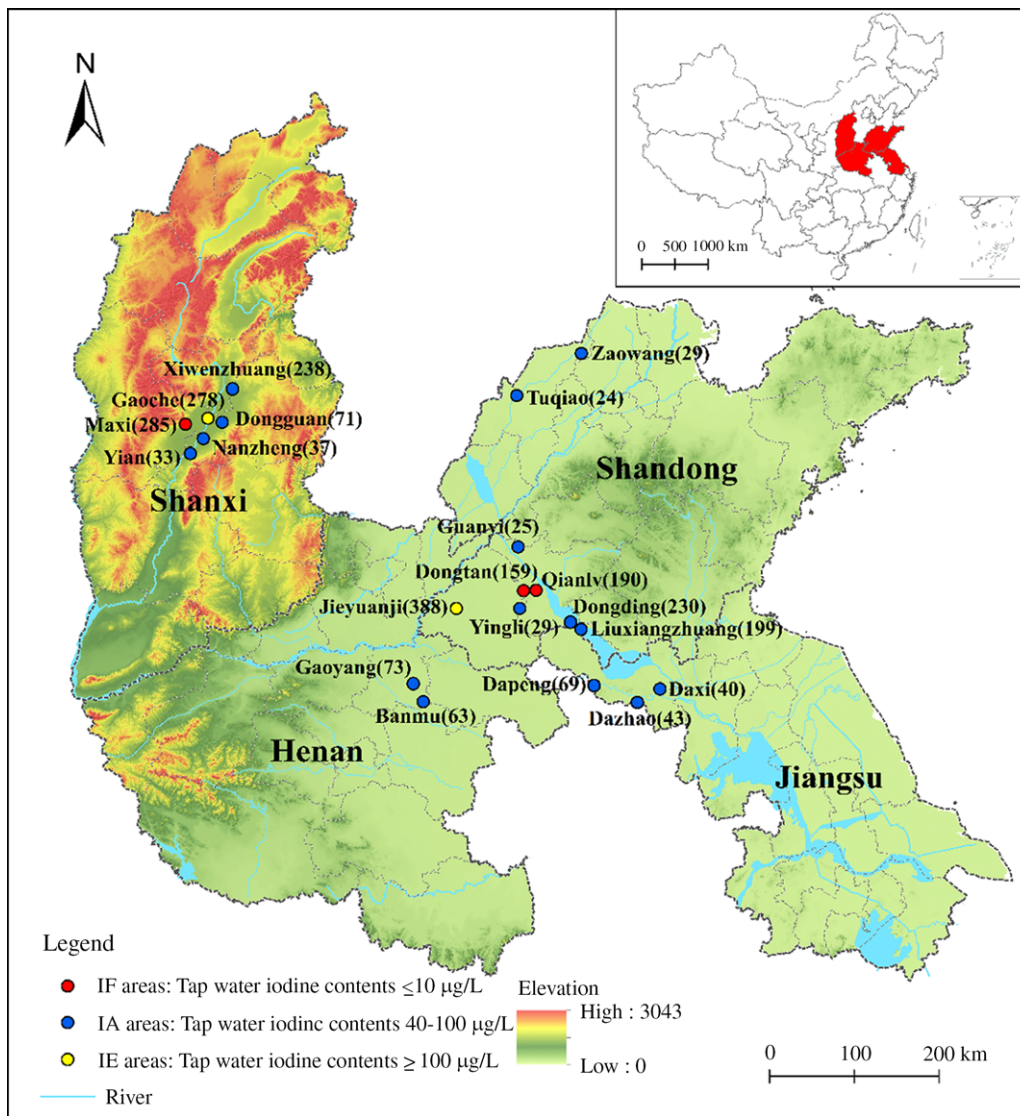 N
0 500 1000 km
Zaowang(29)
Xiwenzhuang(238)
Gaoche(278)
Tuqiao(24)
Maxi(285)
Dongguan(71)
Nanzheng(37)
Yian(33)
Shandong
Shanxi
Guanyi(25)
Dongtan(159)
Qianlv(190)
Jieyuanji(388)
Dongding(230)
Yingli(29)
Liuxiangzhuang(199)
Gaoyang(73)
Dapeng(69)
Daxi(40)
Banmu(63)
Dazhao(43)
Henan
Jiangsu
Legend
IF areas: Tap water iodine contents ≤10 μg/L
IA areas: Tap water iodinc contents 40-100 μg/L
IE areas: Tap water iodine contents ≥ 100 μg/L
River
Elevation
High : 3043
Low : 0
0 100 200 km